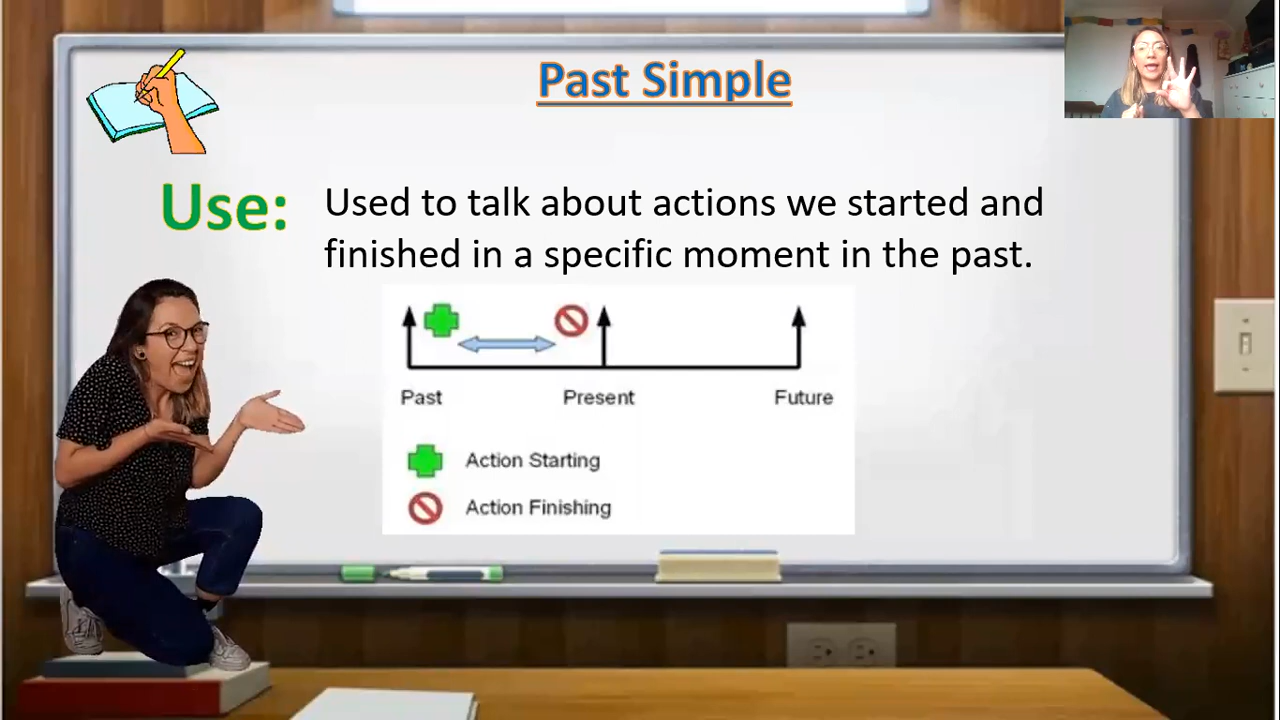 Past Simple
Use:
Used to talk about actions we started and
finished in a specific moment in the past.
Past
Present
Future
Action Starting
Action Finishing